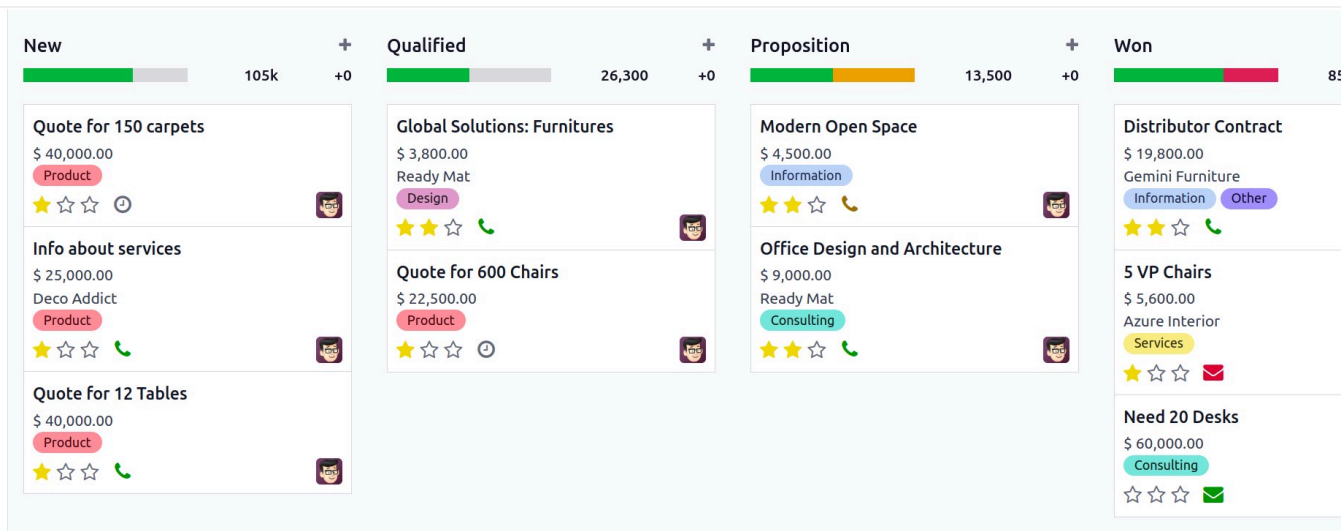 New +
105k +0
Quote for 150 carpets
$ 40,000.00
Product
Info about services
$ 25,000.00
Deco Addict
Product
Quote for 12 Tables
$ 40,000.00
Product
Qualified +
26,300 +0
Global Solutions: Furnitures
$ 3,800.00
Ready Mat
Design
Quote for 600 Chairs
$ 22,500.00
Product
Proposition +
13,500 +0
Modern Open Space
$ 4,500.00
Information
Office Design and Architecture
$ 9,000.00
Ready Mat
Consulting
Won
Distributor Contract
$ 19,800.00
Gemini Furniture
Information Other
5 VP Chairs
$ 5,600.00
Azure Interior
Services
Need 20 Desks
$ 60,000.00
Consulting